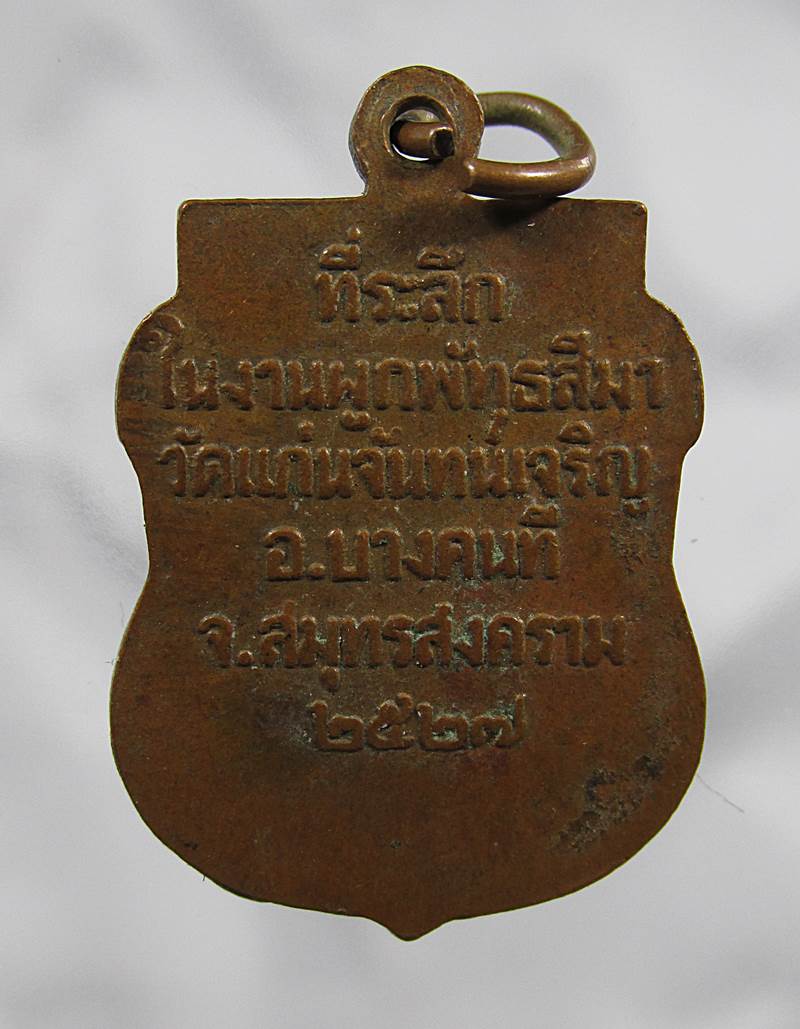 ที่ระลึก
ในงานผูกพัทธสีมา
วัดแก่นจันทน์เจริญ
อ.บางคนที
จ.สมุทรสงคราม
๒๕๒๗